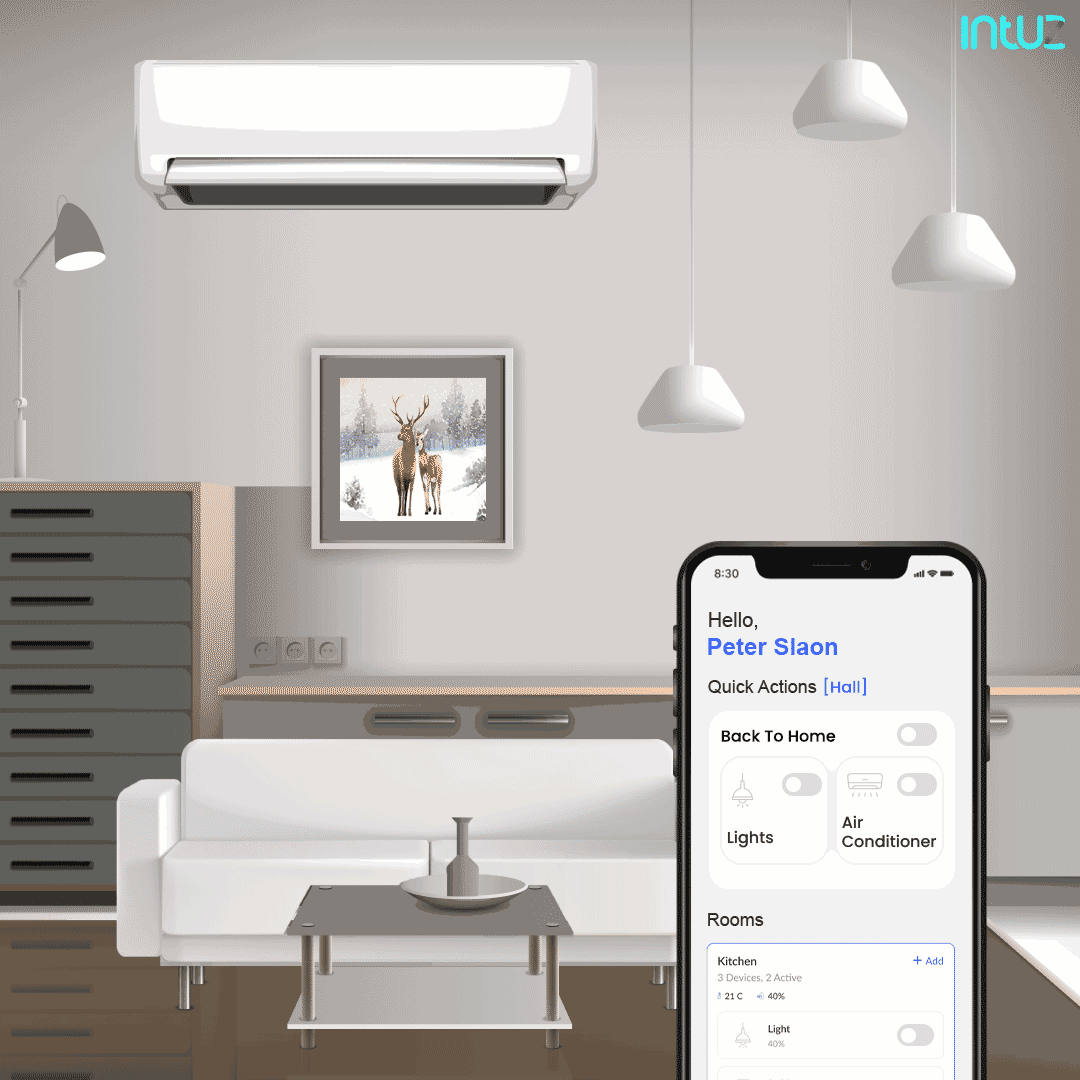 INTUZ
8:30
Hello,
Peter Slaon
Quick Actions [Hall]
Back To Home
Lights
Air
Conditioner
Rooms
Kitchen
+ Add
3 Devices, 2 Active
21 C
40%
Light
40%